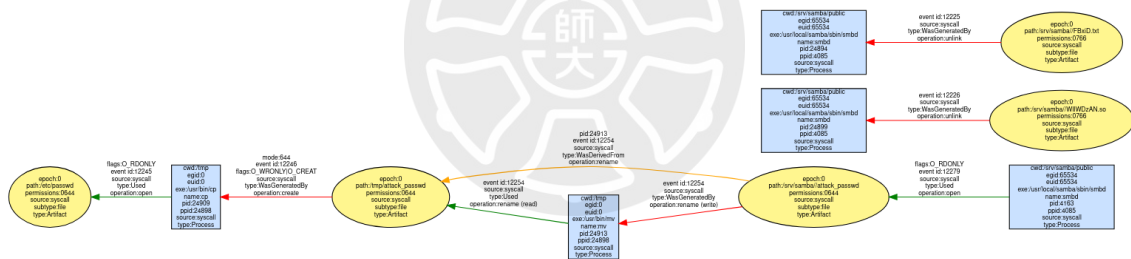 cwd:/srv/samba/public
egid:65534
euid:65534
exe:/usr/local/samba/sbin/smbd
name:smbd
pid:24894
ppid:4085
source:syscall
type:Process
event id:12225
source:syscall
type:WasGeneratedBy
operation:unlink
epoch:0
path:/srv/samba//FBxiD.txt
permissions:0766
source:syscall
subtype:file
type:Artifact
師
大
cwd:/srv/samba/public
egid:65534
euid:65534
exe:/usr/local/samba/sbin/smbd
name:smbd
pid:24899
ppid:4085
source:syscall
type:Process
event id:12226
source:syscall
type:WasGeneratedBy
operation:unlink
epoch:0
permissions:0766
source:syscall
subtype:file
type:Artifact
epoch:0
path:/etc/passwd
permissions:0644
source:syscall
subtype:file
type:Artifact
flags:O_RDONLY
event id:12245
source:syscall
type:Used
operation:open
cwd:/tmp
egid:0
euid:0
exe:/usr/bin/cp
name:cp
pid:24909
ppid:24898
source:syscall
type:Process
mode:644
event id:12246
flags:O_WRONLY|O_CREAT
source:syscall
type:WasGeneratedBy
operation:create
epoch:0
path:/tmp/attack_passwd
permissions:0644
source:syscall
subtype:file
type:Artifact
pid:24913
event id:12254
source:syscall
type:WasDerivedFrom
operation:rename
event id:12254
source:syscall
type:Used
operation:rename (read)
cwd:/tmp
egid:0
euid:0
exe:/usr/bin/mv
name:mv
pid:24913
ppid:24898
source:syscall
type:Process
event id:12254
source:syscall
type:WasGeneratedBy
operation:rename (write)
epoch:0
path:/srv/samba/attack_passwd
permissions:0644
source:syscall
subtype:file
type:Artifact
flags:O_RDONLY
event id:12279
source:syscall
type:Used
operation:open
cwd:/srv/samba/public
egid:65534
euid:65534
exe:/usr/local/samba/sbin/smbd
name:smbd
pid:4163
ppid:4085
source:syscall
type:Process